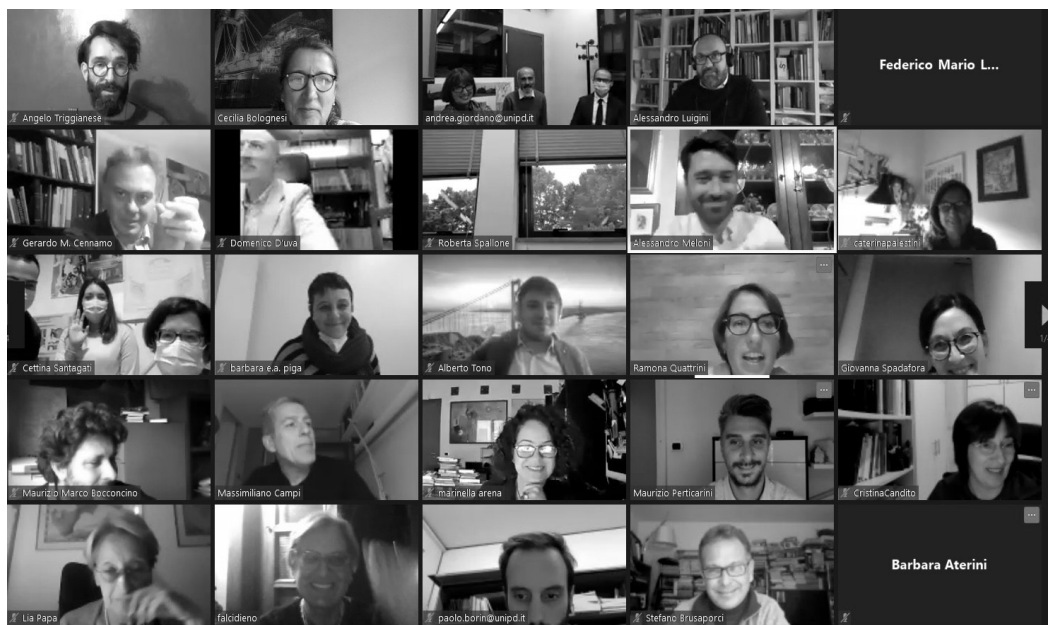 Federico Mario L...
Angelo Triggianese
Cecilia Bolognesi
andrea.giordano@unipd.it
Alessandro Luigini
Gerardo M. Cennamo
Domenico D'uva
Roberta Spallone
Alessandro Meloni
caterinapalestini
Cettina Santagati
barbara e.a. piga
Alberto Tono
Ramona Quattrini
Giovanna Spadafora
Maurizio Marco Bocconcino
Massimiliano Campi
marinella arena
Maurizio Perticarini
CristinaCandito
Barbara Aterini
Lia Papa
falcidieno
paolo.borin@unipd.it
Stefano Brusaporci